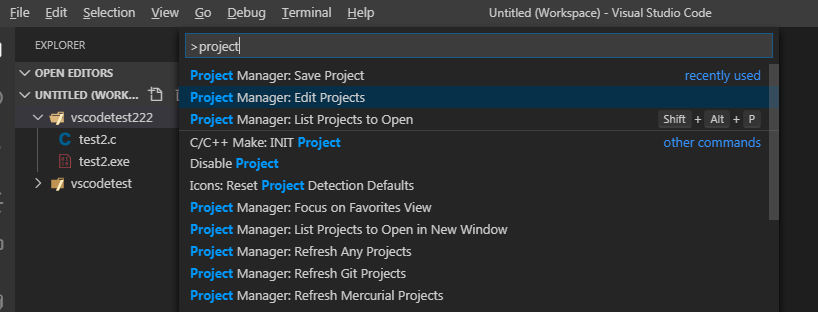 File Edit Selection View Go Debug Terminal Help Untitled (Workspace) - Visual Studio Code
EXPLORER
>project
OPEN EDITORS
Project Manager: Save Project recently used
UNTITLED (WORK...
Project Manager: Edit Projects
vscodetest222
Project Manager: List Projects to Open Shift + Alt + P
test2.c
C/C++ Make: INIT Project other commands
test2.exe
Disable Project
vscodetest
Icons: Reset Project Detection Defaults
Project Manager: Focus on Favorites View
Project Manager: List Projects to Open in New Window
Project Manager: Refresh Any Projects
Project Manager: Refresh Git Projects
Project Manager: Refresh Mercurial Projects